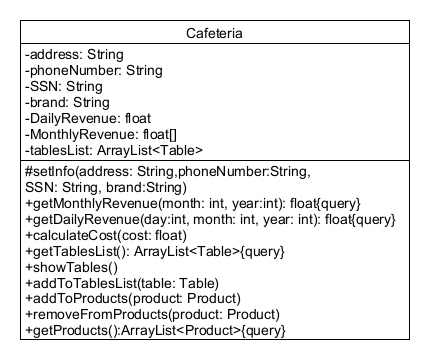 Cafeteria
-address: String
-phoneNumber: String
-SSN: String
-brand: String
-DailyRevenue: float
-MonthlyRevenue: float[]
-tablesList: ArrayList<Table>
#setInfo(address: String,phoneNumber:String,
SSN: String, brand:String)
+getMonthlyRevenue(month: int, year:int): float{query}
+getDailyRevenue(day:int, month: int, year: int): float{query}
+calculateCost(cost: float)
+getTablesList(): ArrayList<Table>{query}
+showTables()
+addToTablesList(table: Table)
+addToProducts(product: Product)
+removeFromProducts(product: Product)
+getProducts():ArrayList<Product>{query}